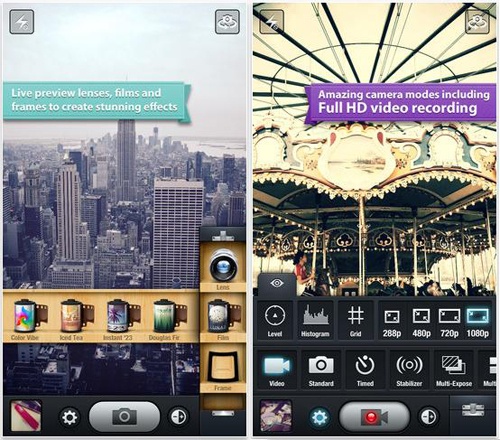 Live preview lenses, films and
frames to create stunning effects
Lens
Color Vibe
Iced Tea
Instant '23
Douglas Fir
Film
Frame
Amazing camera modes including
Full HD video recording
Level
Histogram
Grid
288p
480p
720p
1080p
Video
Standard
Timed
Stabilizer
Multi-Expose